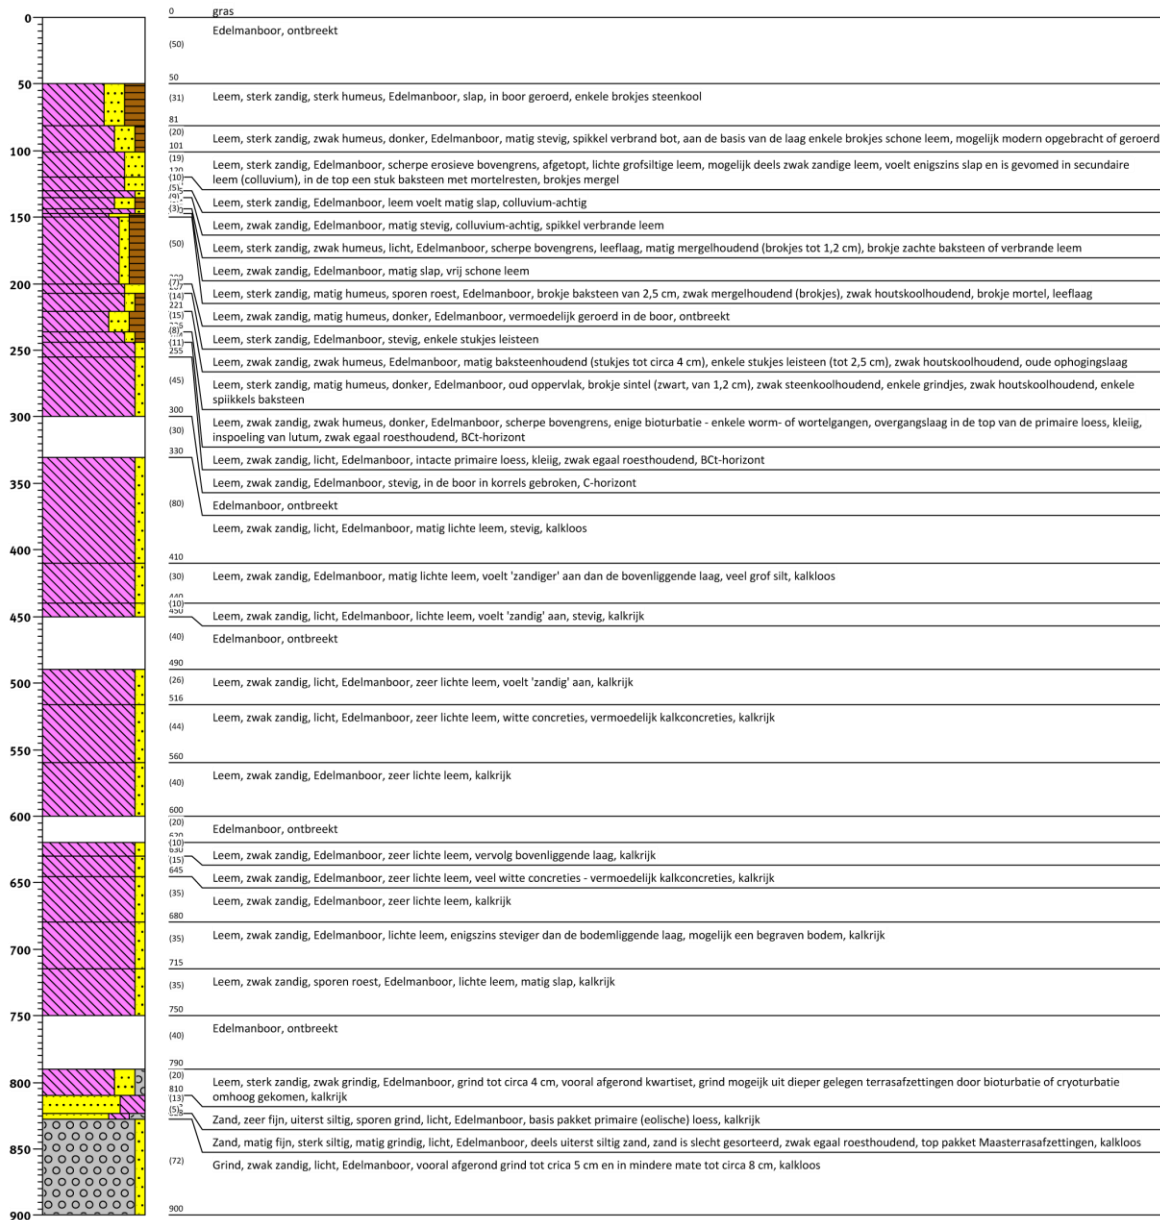 0
gras
0
Edelmanboor, ontbreekt
(50)
50
50
(31)
Leem, sterk zandig, sterk humeus, Edelmanboor, slap, in boor geroerd, enkele brokjes steenkool
81
(20)
Leem, sterk zandig, zwak humeus, donker, Edelmanboor, matig stevig, spikkel verbrand bot, aan de basis van de laag enkele brokjes schone leem, mogelijk modern opgebracht of geroerd
101
100
(19)
Leem, sterk zandig, Edelmanboor, scherpe erosieve bovengrens, afgetopt, lichte grofsiltige leem, mogelijk deels zwak zandige leem, voelt enigszins slap en is gevomed in secundaire
leem (colluvium), in de top een stuk baksteen met mortelresten, brokjes mergel
(10)
(5)
(9)
Leem, sterk zandig, Edelmanboor, leem voelt matig slap, colluvium-achtig
(3)
150
Leem, zwak zandig, Edelmanboor, matig stevig, colluvium-achtig, spikkel verbrande leem
(50)
Leem, sterk zandig, zwak humeus, licht, Edelmanboor, scherpe bovengrens, leeflaag, matig mergelhoudend (brokjes tot 1,2 cm), brokje zachte baksteen of verbrande leem
Leem, zwak zandig, Edelmanboor, matig slap, vrij schone leem
200
(7)
(14)
Leem, sterk zandig, matig humeus, sporen roest, Edelmanboor, brokje baksteen van 2,5 cm, zwak mergelhoudend (brokjes), zwak houtskoolhoudend, brokje mortel, leeflaag
221
(15)
Leem, zwak zandig, matig humeus, donker, Edelmanboor, vermoedelijk geroerd in de boor, ontbreekt
(8)
Leem, sterk zandig, Edelmanboor, stevig, enkele stukjes leisteen
(11)
250
255
Leem, zwak zandig, zwak humeus, Edelmanboor, matig baksteenhoudend (stukjes tot circa 4 cm), enkele stukjes leisteen (tot 2,5 cm), zwak houtskoolhoudend, oude ophogingslaag
(45)
Leem, sterk zandig, matig humeus, donker, Edelmanboor, oud oppervlak, brokje sintel (zwart, van 1,2 cm), zwak steenkoolhoudend, enkele grindjes, zwak houtskoolhoudend, enkele
spiikkels baksteen
300
300
(30)
Leem, zwak zandig, zwak humeus, donker, Edelmanboor, scherpe bovengrens, enige bioturbatie - enkele worm- of wortelgangen, overgangslaag in de top van de primaire loess, kleiig,
inspoeling van lutum, zwak egaal roesthoudend, BCt-horizont
330
Leem, zwak zandig, licht, Edelmanboor, intacte primaire loess, kleiig, zwak egaal roesthoudend, BCt-horizont
350
Leem, zwak zandig, Edelmanboor, stevig, in de boor in korrels gebroken, C-horizont
(80)
Edelmanboor, ontbreekt
400
Leem, zwak zandig, licht, Edelmanboor, matig lichte leem, stevig, kalkloos
410
(30)
Leem, zwak zandig, Edelmanboor, matig lichte leem, voelt 'zandiger' aan dan de bovenliggende laag, veel grof silt, kalkloos
440
(10)
450
450
Leem, zwak zandig, licht, Edelmanboor, lichte leem, voelt 'zandig' aan, stevig, kalkrijk
(40)
Edelmanboor, ontbreekt
490
500
(26)
Leem, zwak zandig, licht, Edelmanboor, zeer lichte leem, voelt 'zandig' aan, kalkrijk
516
Leem, zwak zandig, licht, Edelmanboor, zeer lichte leem, witte concreties, vermoedelijk kalkconcreties, kalkrijk
(44)
550
560
(40)
Leem, zwak zandig, Edelmanboor, zeer lichte leem, kalkrijk
600
600
(20)
Edelmanboor, ontbreekt
620
(10)
630
Leem, zwak zandig, Edelmanboor, zeer lichte leem, vervolg bovenliggende laag, kalkrijk
(15)
645
650
Leem, zwak zandig, Edelmanboor, zeer lichte leem, veel witte concreties - vermoedelijk kalkconcreties, kalkrijk
(35)
Leem, zwak zandig, Edelmanboor, zeer lichte leem, kalkrijk
680
(35)
Leem, zwak zandig, Edelmanboor, lichte leem, enigszins steviger dan de bodemliggende laag, mogelijk een begraven bodem, kalkrijk
700
715
(35)
Leem, zwak zandig, sporen roest, Edelmanboor, lichte leem, matig slap, kalkrijk
750
750
(40)
Edelmanboor, ontbreekt
790
800
(20)
Leem, sterk zandig, zwak grindig, Edelmanboor, grind tot circa 4 cm, vooral afgerond kwartiset, grind mogeijk uit dieper gelegen terrasafzettingen door bioturbatie of cryoturbatie
omhoog gekomen, kalkrijk
810
(13)
(5)
Zand, zeer fijn, uiterst siltig, sporen grind, licht, Edelmanboor, basis pakket primaire (eolische) loess, kalkrijk
850
Zand, matig fijn, sterk siltig, matig grindig, licht, Edelmanboor, deels uiterst siltig zand, zand is slecht gesorteerd, zwak egaal roesthoudend, top pakket Maasterrasafzettingen, kalkloos
(72)
Grind, zwak zandig, licht, Edelmanboor, vooral afgerond grind tot crica 5 cm en in mindere mate tot circa 8 cm, kalkloos
900
900